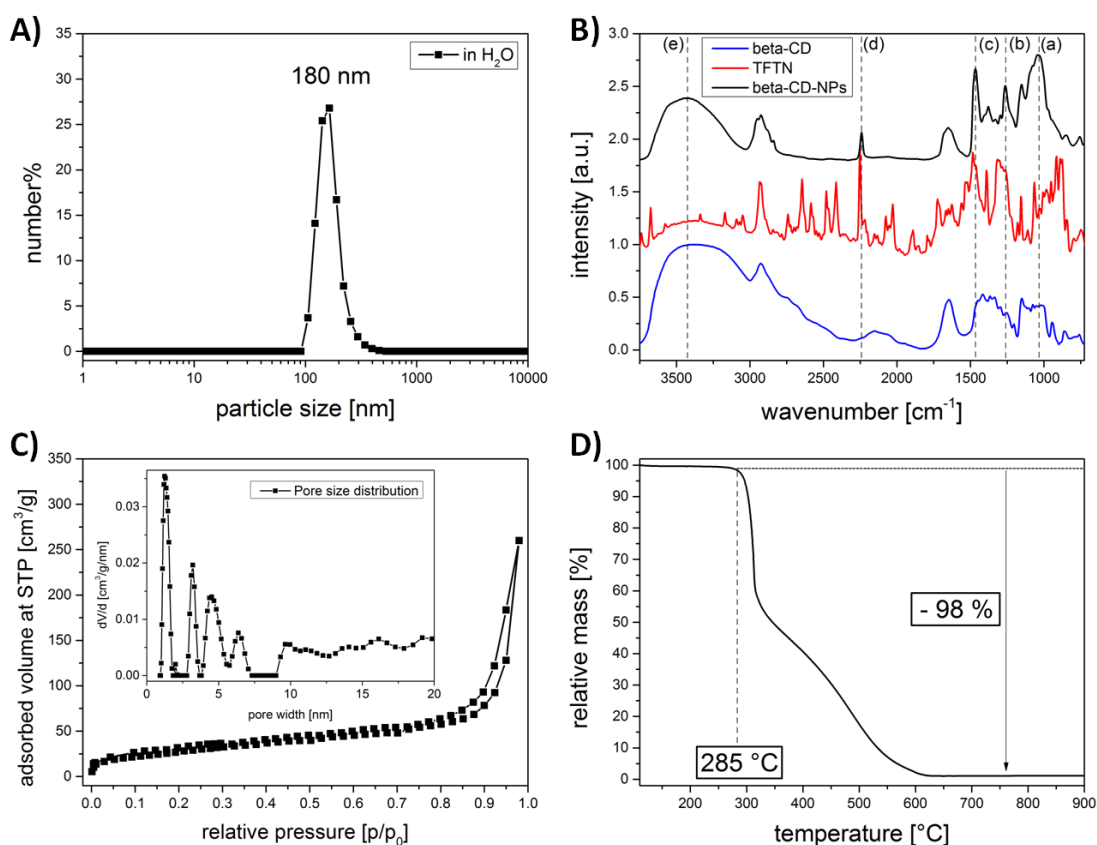 A)
35
30
25
20
15
10
5
0
number%
180 nm
in H₂O
1
10
100
1000
10000
particle size [nm]
B)
3.0
2.5
2.0
1.5
1.0
0.5
0.0
intensity [a.u.]
(e)
(d)
(c)
(b)
(a)
beta-CD
TFTN
beta-CD-NPs
3500
3000
2500
2000
1500
1000
wavenumber [cm⁻¹]
C)
350
300
250
200
150
100
50
0
adsorbed volume at STP [cm³/g]
0.03
0.02
0.01
0.00
dV/d [cm³/g/nm]
Pore size distribution
0
5
10
15
20
pore width [nm]
0.0
0.1
0.2
0.3
0.4
0.5
0.6
0.7
0.8
0.9
1.0
relative pressure [p/p₀]
D)
100
90
80
70
60
50
40
30
20
10
0
relative mass [%]
- 98 %
285 °C
200
300
400
500
600
700
800
900
temperature [°C]